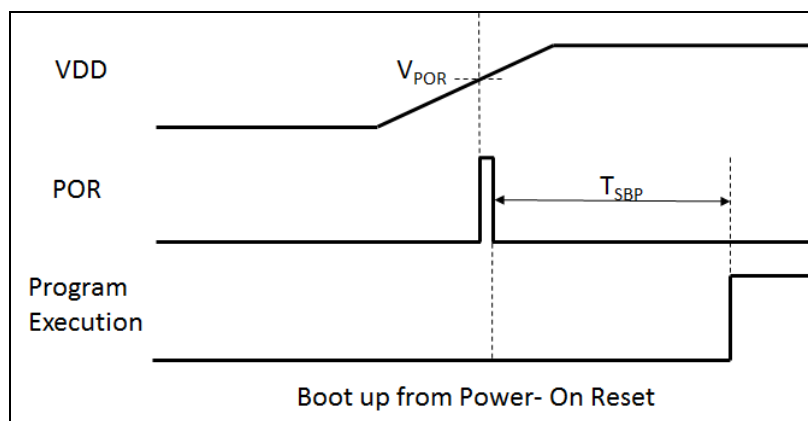 VDD
VPOR
POR
TSBP
Program
Execution
Boot up from Power- On Reset